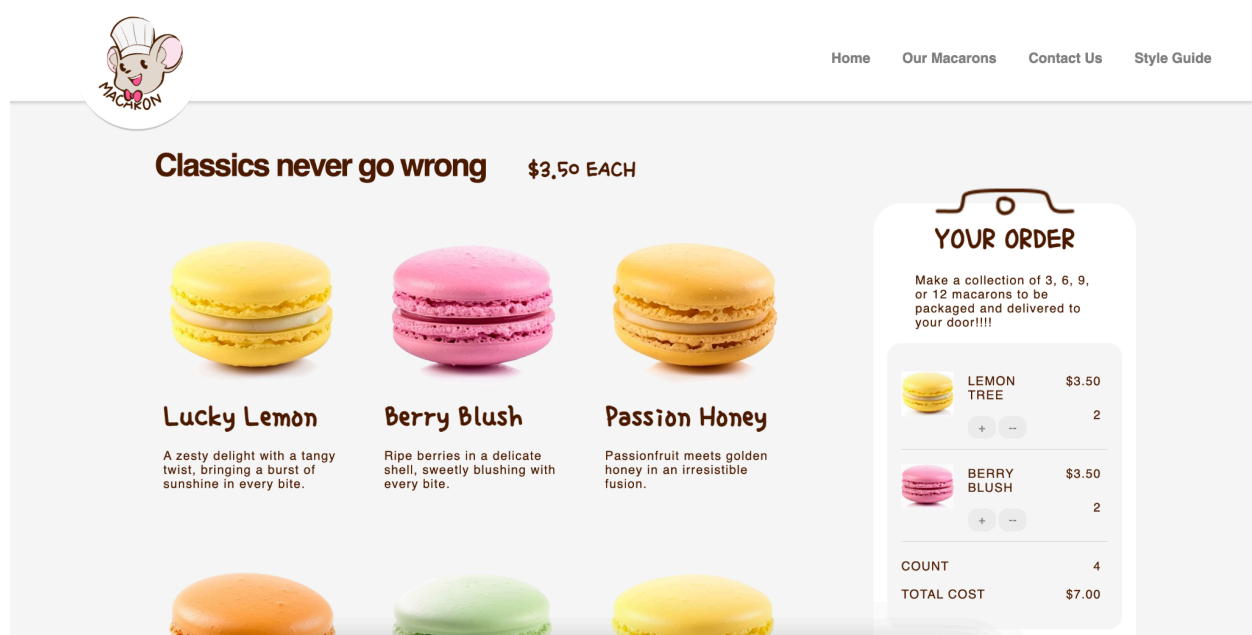 MACARON
Home
Our Macarons
Contact Us
Style Guide
Classics never go wrong
$3.50 EACH
Lucky Lemon
A zesty delight with a tangy
twist, bringing a burst of
sunshine in every bite.
Berry Blush
Ripe berries in a delicate
shell, sweetly blushing with
every bite.
Passion Honey
Passionfruit meets golden
honey in an irresistible
fusion.
YOUR ORDER
Make a collection of 3, 6, 9,
or 12 macarons to be
packaged and delivered to
your door!!!!
LEMON
TREE
$3.50
2
+
--
BERRY
BLUSH
$3.50
2
+
--
COUNT
4
TOTAL COST
$7.00